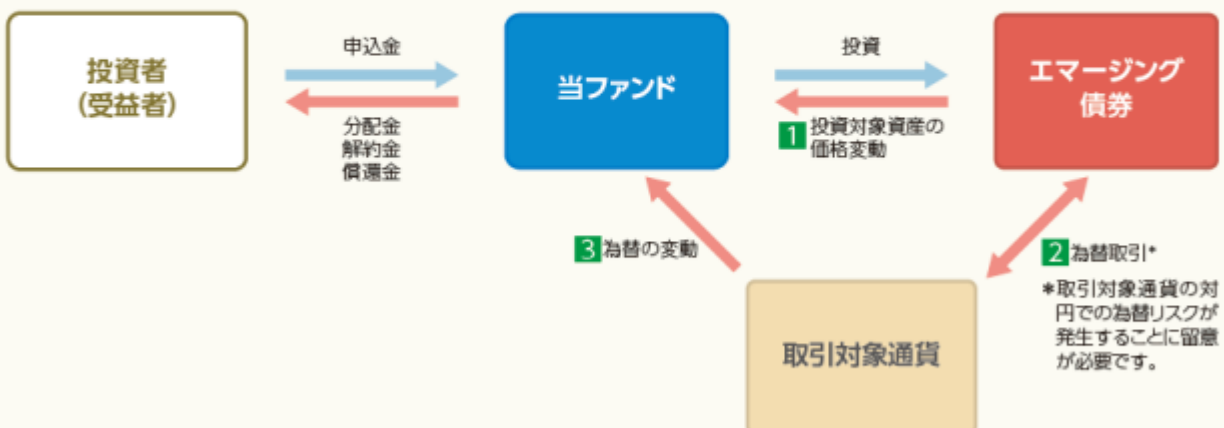 投資者
(受益者)
申込金
分配金
解約金
償還金
当ファンド
投資
1 投資対象資産の
価格変動
エマージング
債券
3 為替の変動
2 為替取引*
*取引対象通貨の対
円での為替リスクが
発生することに留意
が必要です。
取引対象通貨